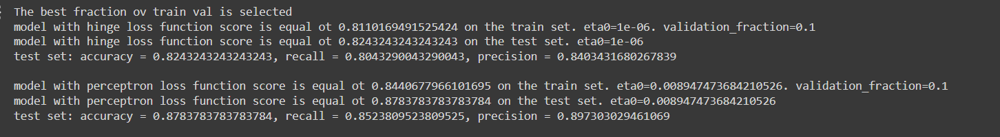 The best fraction ov train val is selected
model with hinge loss function score is equal ot 0.8110169491525424 on the train set. eta0=1e-06. validation_fraction=0.1
model with hinge loss function score is equal ot 0.8243243243243243 on the test set. eta0=1e-06
test set: accuracy = 0.8243243243243243, recall = 0.8043290043290043, precision = 0.8403431680267839
model with perceptron loss function score is equal ot 0.8440677966101695 on the train set. eta0=0.008947473684210526. validation_fraction=0.1
model with perceptron loss function score is equal ot 0.8783783783783784 on the test set. eta0=0.008947473684210526
test set: accuracy = 0.8783783783783784, recall = 0.8523809523809525, precision = 0.897303029461069